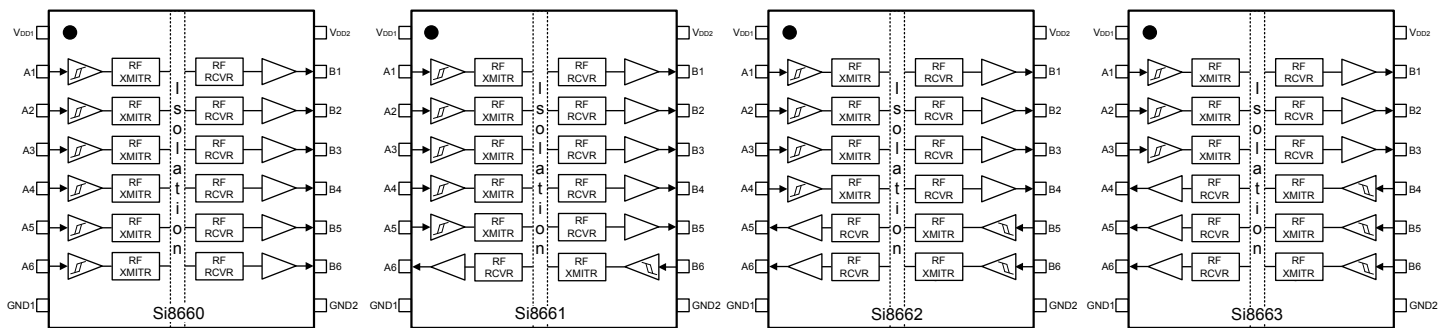 VDD1 VDD2
A1 RF XMITR RF RCVR B1
A2 RF XMITR RF RCVR B2
A3 RF XMITR RF RCVR B3
A4 RF XMITR RF RCVR B4
A5 RF XMITR RF RCVR B5
A6 RF XMITR RF RCVR B6
Isolation
GND1 GND2
Si8660
VDD1 VDD2
A1 RF XMITR RF RCVR B1
A2 RF XMITR RF RCVR B2
A3 RF XMITR RF RCVR B3
A4 RF XMITR RF RCVR B4
A5 RF XMITR RF RCVR B5
A6 RF RCVR RF XMITR B6
Isolation
GND1 GND2
Si8661
VDD1 VDD2
A1 RF XMITR RF RCVR B1
A2 RF XMITR RF RCVR B2
A3 RF XMITR RF RCVR B3
A4 RF XMITR RF RCVR B4
A5 RF RCVR RF XMITR B5
A6 RF RCVR RF XMITR B6
Isolation
GND1 GND2
Si8662
VDD1 VDD2
A1 RF XMITR RF RCVR B1
A2 RF XMITR RF RCVR B2
A3 RF XMITR RF RCVR B3
A4 RF RCVR RF XMITR B4
A5 RF RCVR RF XMITR B5
A6 RF RCVR RF XMITR B6
Isolation
GND1 GND2
Si8663